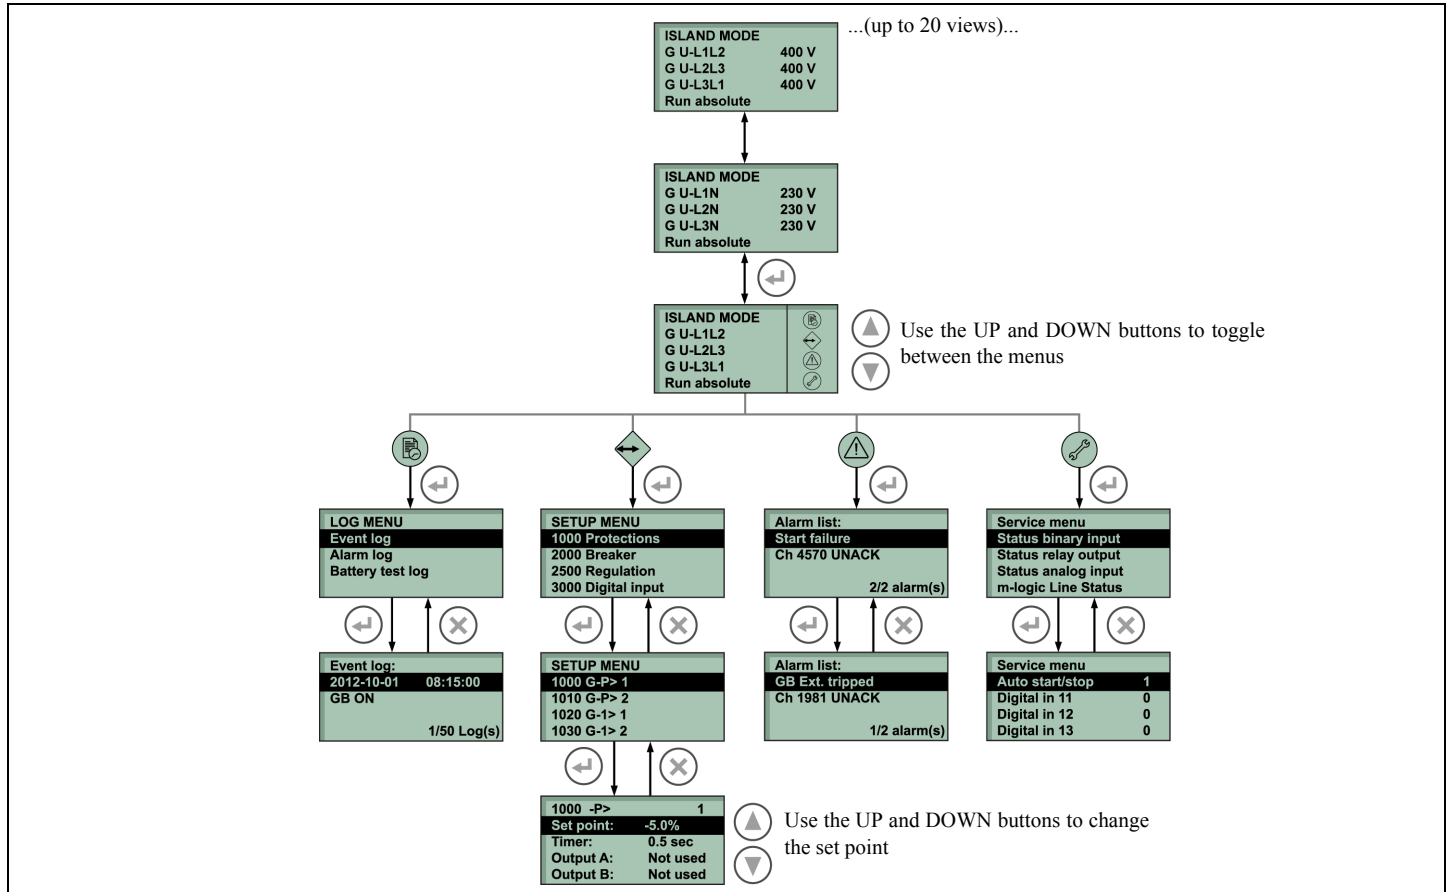 ISLAND MODE
G U-L1L2 400 V
G U-L2L3 400 V
G U-L3L1 400 V
Run absolute
...(up to 20 views)...
ISLAND MODE
G U-L1N 230 V
G U-L2N 230 V
G U-L3N 230 V
Run absolute
ISLAND MODE
G U-L1L2
G U-L2L3
G U-L3L1
Run absolute
Use the UP and DOWN buttons to toggle
between the menus
LOG MENU
Event log
Alarm log
Battery test log
SETUP MENU
1000 Protections
2000 Breaker
2500 Regulation
3000 Digital input
Alarm list:
Start failure
Ch 4570 UNACK
2/2 alarm(s)
Service menu
Status binary input
Status relay output
Status analog input
m-logic Line Status
Event log:
2012-10-01 08:15:00
GB ON
1/50 Log(s)
SETUP MENU
1000 G-P> 1
1010 G-P> 2
1020 G-1> 1
1030 G-1> 2
Alarm list:
GB Ext. tripped
Ch 1981 UNACK
1/2 alarm(s)
Service menu
Auto start/stop 1
Digital in 11 0
Digital in 12 0
Digital in 13 0
1000 -P> 1
Set point: -5.0%
Timer: 0.5 sec
Output A: Not used
Output B: Not used
Use the UP and DOWN buttons to change
the set point